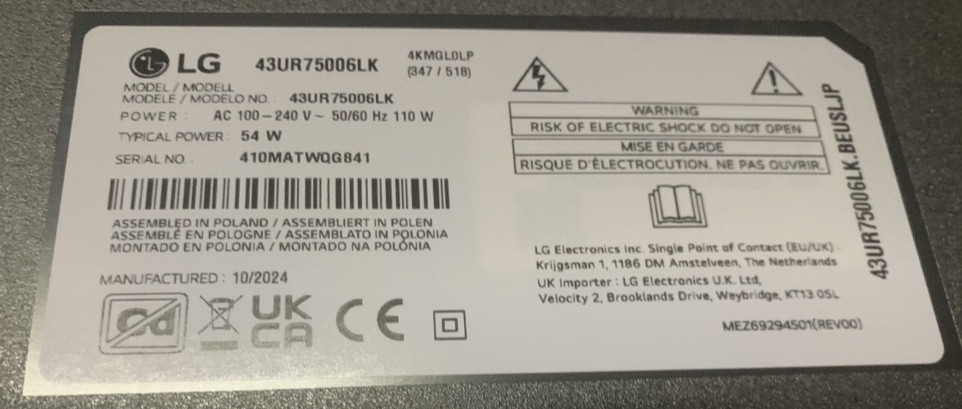 LG 43UR75006LK 4KMGL0LP
(347 / 518)
MODEL / MODELL
MODÈLE / MODELO NO. 43UR75006LK
POWER : AC 100-240 V ~ 50/60 Hz 110 W
TYPICAL POWER: 54 W
SERIAL NO. 410MATWQG841
ASSEMBLED IN POLAND / ASSEMBLIERT IN POLEN
ASSEMBLÉ EN POLOGNE / ASSEMBLATO IN POLONIA
MONTADO EN POLONIA / MONTADO NA POLÓNIA
MANUFACTURED : 10/2024
Cd
UK
CA
CE
WARNING
RISK OF ELECTRIC SHOCK DO NOT OPEN
MISE EN GARDE
RISQUE D'ÉLECTROCUTION. NE PAS OUVRIR.
LG Electronics Inc. Single Point of Contact (EU/UK) :
Krijgsman 1, 1186 DM Amstelveen, The Netherlands
UK Importer : LG Electronics U.K. Ltd,
Velocity 2, Brooklands Drive, Weybridge, KT13 0SL
MEZ69294501(REV00)
43UR75006LK.BEUSLJP